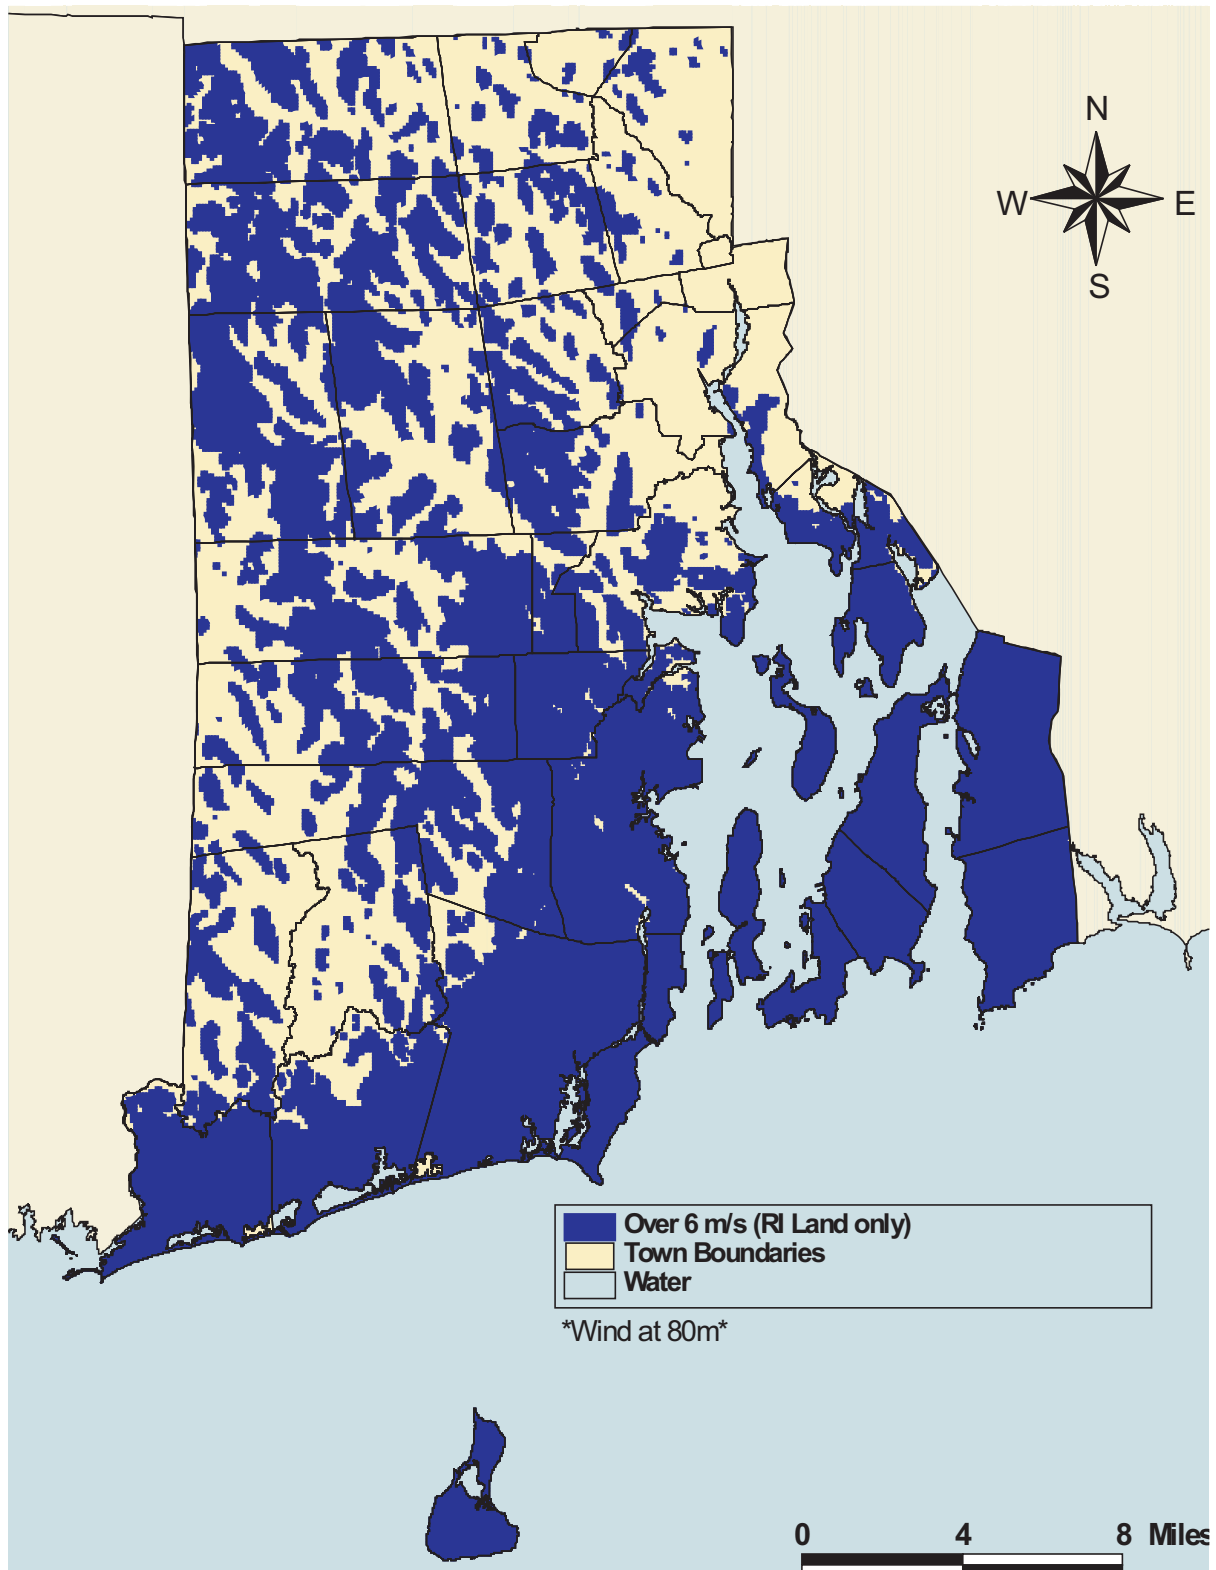 N
W E
S
Over 6 m/s (RI Land only)
Town Boundaries
Water
*Wind at 80m*
0 4 8 Miles